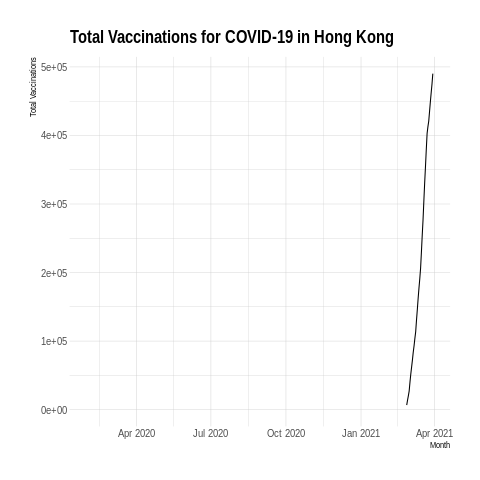 Total Vaccinations for COVID-19 in Hong Kong
Total Vaccinations
5e+05
4e+05
3e+05
2e+05
1e+05
0e+00
Apr 2020 Jul 2020 Oct 2020 Jan 2021 Apr 2021
Month